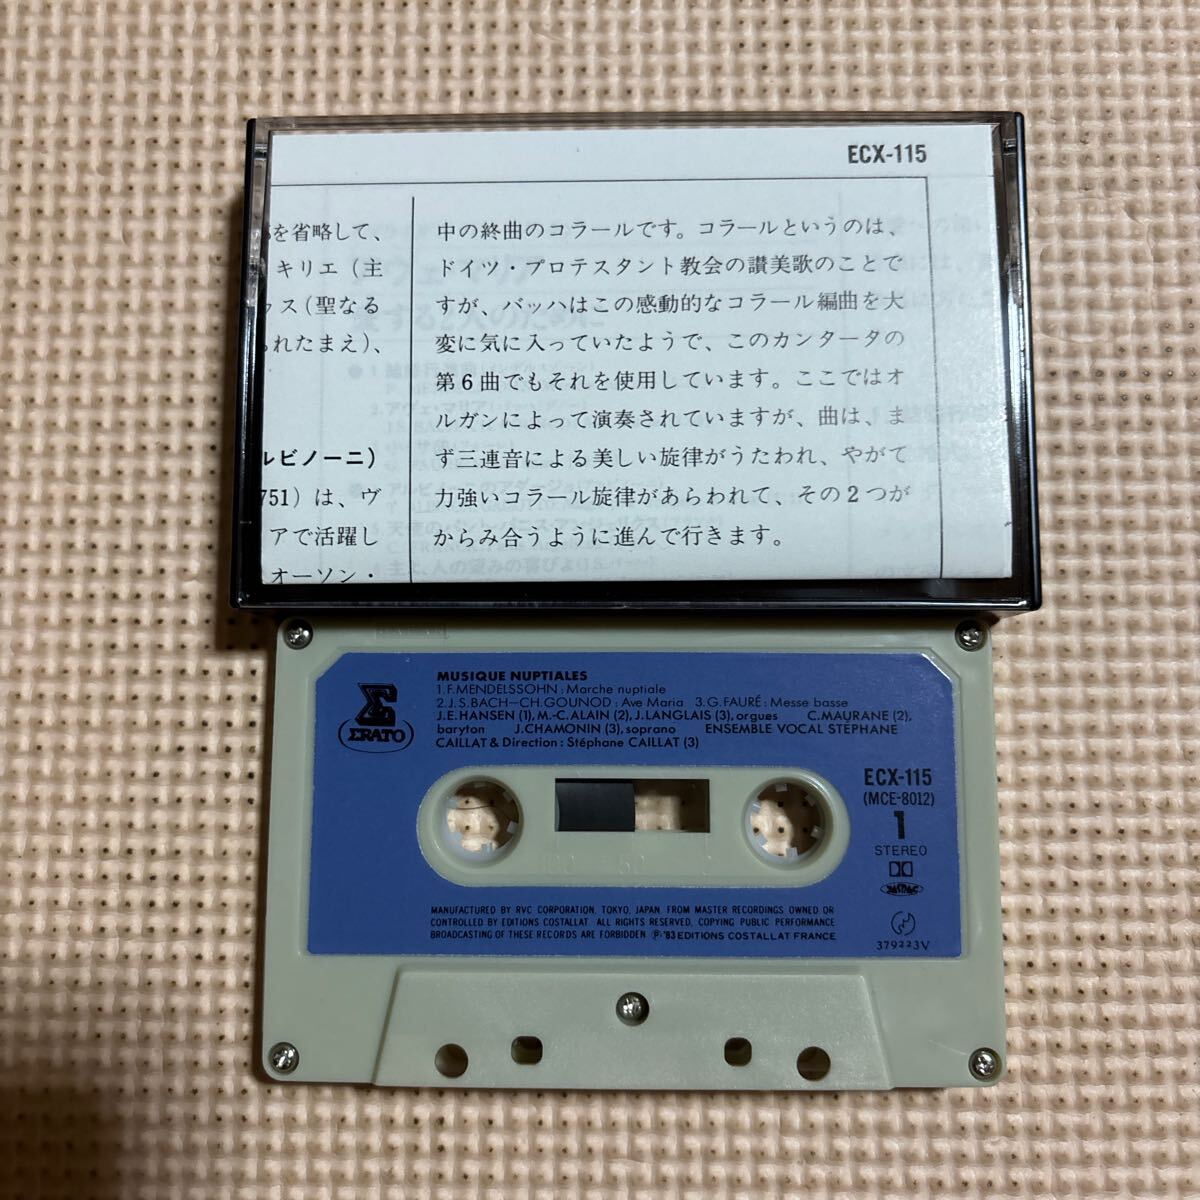 ECX-115
を省略して、
キリエ（主
ス（聖なる
れたまえ）、
ルビノーニ）
751）は、ヴ
アで活躍し
オーソン・
中の終曲のコラールです。コラールというのは、
ドイツ・プロテスタント教会の讃美歌のことで
すが、バッハはこの感動的なコラール編曲を大
変に気に入っていたようで、このカンタータの
第6曲でもそれを使用しています。ここではオ
ルガンによって演奏されていますが、曲は、ま
ず三連音による美しい旋律がうたわれ、やがて
力強いコラール旋律があらわれて、その2つが
からみ合うように進んで行きます。
ERATO
MUSIQUE NUPTIALES
1.F.MENDELSSOHN : Marche nuptiale
2.J.S.BACH—CH.GOUNOD : Ave Maria 3.G.FAURÉ : Messe basse
J.E.HANSEN (1), M.-C.ALAIN (2), J.LANGLAIS (3), orgues C.MAURANE (2),
baryton J.CHAMONIN (3), soprano ENSEMBLE VOCAL STEPHANE
CAILLAT & Direction : Stéphane CAILLAT (3)
ECX-115
(MCE-8012)
1
STEREO
JASRAC
379223V
100 50
MANUFACTURED BY RVC CORPORATION, TOKYO, JAPAN. FROM MASTER RECORDINGS OWNED OR
CONTROLLED BY EDITIONS COSTALLAT. ALL RIGHTS RESERVED, COPYING PUBLIC PERFORMANCE
BROADCASTING OF THESE RECORDS ARE FORBIDDEN Ⓟ '83 EDITIONS COSTALLAT FRANCE